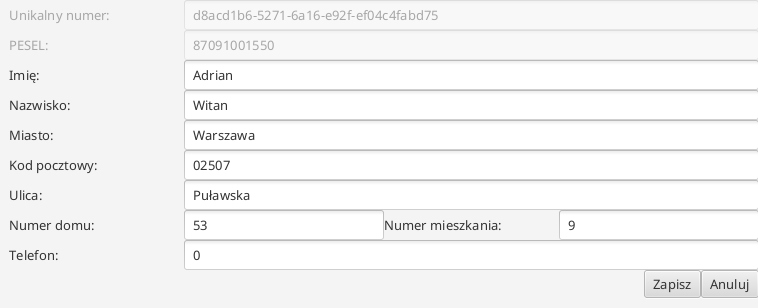 Unikalny numer: d8acd1b6-5271-6a16-e92f-ef04c4fabd75
PESEL: 87091001550
Imię: Adrian
Nazwisko: Witan
Miasto: Warszawa
Kod pocztowy: 02507
Ulica: Puławska
Numer domu: 53 Numer mieszkania: 9
Telefon: 0
Zapisz Anuluj